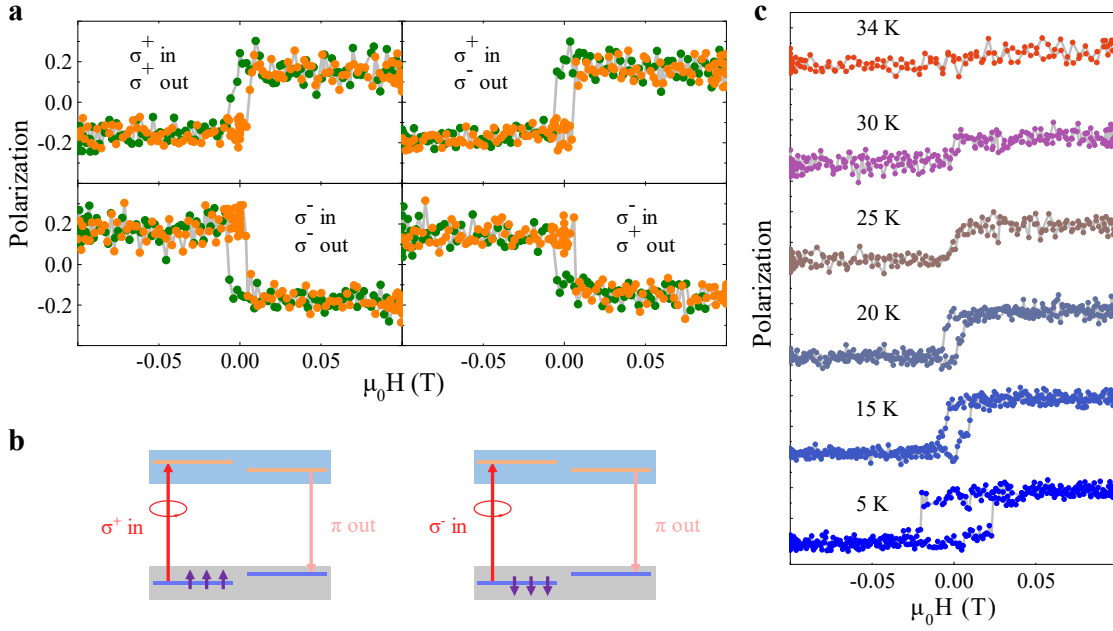 a
σ+ in
σ+ out
σ+ in
σ- out
σ- in
σ- out
σ- in
σ+ out
0.2
0.0
-0.2
0.2
0.0
-0.2
Polarization
-0.05
0.00
0.05
-0.05
0.00
0.05
μ0H (T)
b
σ+ in
π out
σ- in
π out
c
34 K
30 K
25 K
20 K
15 K
5 K
Polarization
-0.05
0.00
0.05
μ0H (T)